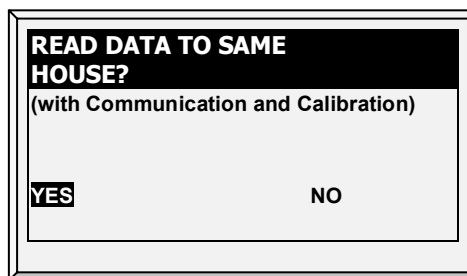 READ DATA TO SAME
HOUSE?
(with Communication and Calibration)
YES NO